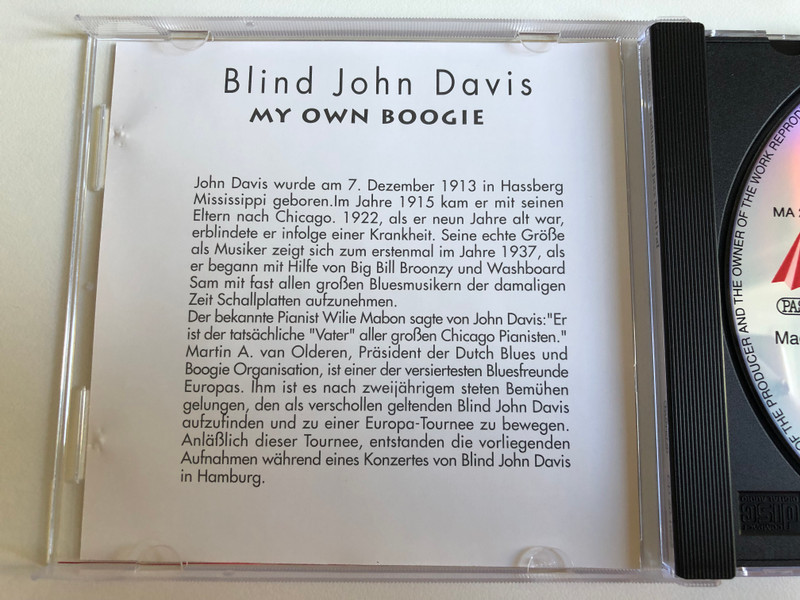 Blind John Davis
MY OWN BOOGIE
John Davis wurde am 7. Dezember 1913 in Hassberg
Mississippi geboren.Im Jahre 1915 kam er mit seinen
Eltern nach Chicago. 1922, als er neun Jahre alt war,
erblindete er infolge einer Krankheit. Seine echte Größe
als Musiker zeigt sich zum erstenmal im Jahre 1937, als
er begann mit Hilfe von Big Bill Broonzy und Washboard
Sam mit fast allen großen Bluesmusikern der damaligen
Zeit Schallplatten aufzunehmen.
Der bekannte Pianist Wilie Mabon sagte von John Davis:"Er
ist der tatsächliche "Vater" aller großen Chicago Pianisten."
Martin A. van Olderen, Präsident der Dutch Blues und
Boogie Organisation, ist einer der versiertesten Bluesfreunde
Europas. Ihm ist es nach zweijährigem steten Bemühen
gelungen, den als verschollen geltenden Blind John Davis
aufzufinden und zu einer Europa-Tournee zu bewegen.
Anläßlich dieser Tournee, entstanden die vorliegenden
Aufnahmen während eines Konzertes von Blind John Davis
in Hamburg.
OF THE PRODUCER AND THE OWNER OF THE WORK REPROD
MA
PAS
Ma